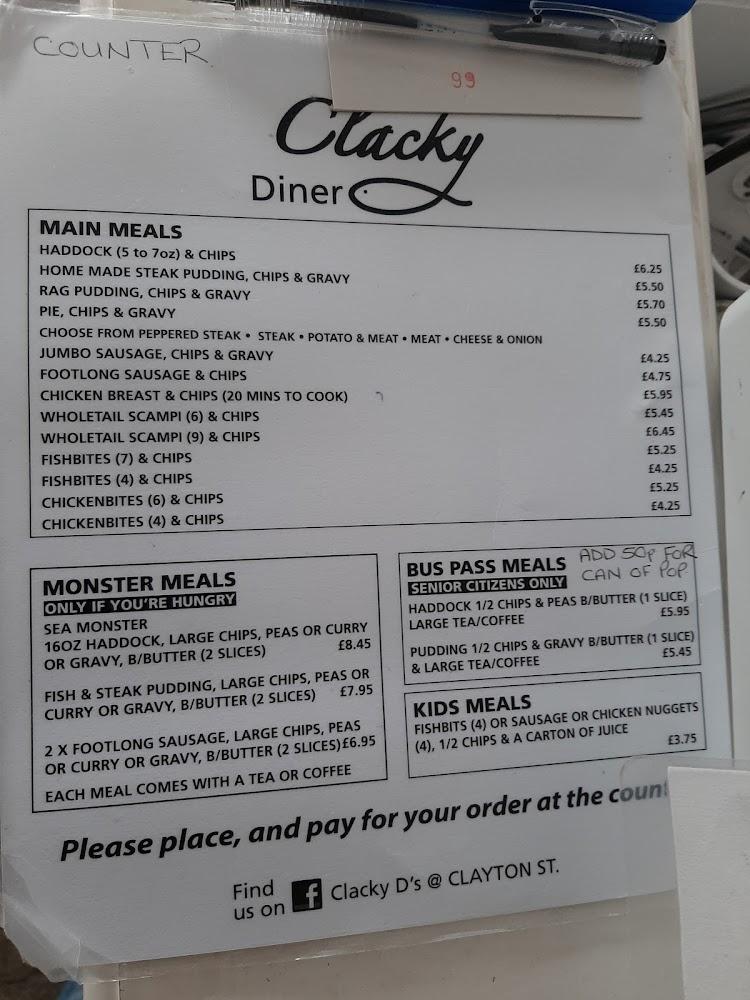 COUNTER
99
Clacky
Diner
MAIN MEALS
HADDOCK (5 to 7oz) & CHIPS £6.25
HOME MADE STEAK PUDDING, CHIPS & GRAVY £5.50
RAG PUDDING, CHIPS & GRAVY £5.70
PIE, CHIPS & GRAVY £5.50
CHOOSE FROM PEPPERED STEAK • STEAK • POTATO & MEAT • MEAT • CHEESE & ONION
JUMBO SAUSAGE, CHIPS & GRAVY £4.25
FOOTLONG SAUSAGE & CHIPS £4.75
CHICKEN BREAST & CHIPS (20 MINS TO COOK) £5.95
WHOLETAIL SCAMPI (6) & CHIPS £5.45
WHOLETAIL SCAMPI (9) & CHIPS £6.45
FISHBITES (7) & CHIPS £5.25
FISHBITES (4) & CHIPS £4.25
CHICKENBITES (6) & CHIPS £5.25
CHICKENBITES (4) & CHIPS £4.25
MONSTER MEALS
ONLY IF YOU'RE HUNGRY
SEA MONSTER
16OZ HADDOCK, LARGE CHIPS, PEAS OR CURRY
OR GRAVY, B/BUTTER (2 SLICES) £8.45
FISH & STEAK PUDDING, LARGE CHIPS, PEAS OR
CURRY OR GRAVY, B/BUTTER (2 SLICES) £7.95
2 X FOOTLONG SAUSAGE, LARGE CHIPS, PEAS
OR CURRY OR GRAVY, B/BUTTER (2 SLICES) £6.95
EACH MEAL COMES WITH A TEA OR COFFEE
BUS PASS MEALS
SENIOR CITIZENS ONLY
ADD 50p FOR
CAN OF POP
HADDOCK 1/2 CHIPS & PEAS B/BUTTER (1 SLICE)
LARGE TEA/COFFEE £5.95
PUDDING 1/2 CHIPS & GRAVY B/BUTTER (1 SLICE)
& LARGE TEA/COFFEE £5.45
KIDS MEALS
FISHBITS (4) OR SAUSAGE OR CHICKEN NUGGETS
(4), 1/2 CHIPS & A CARTON OF JUICE
£3.75
Please place, and pay for your order at the
Find
us on f Clacky D's @ CLAYTON ST.